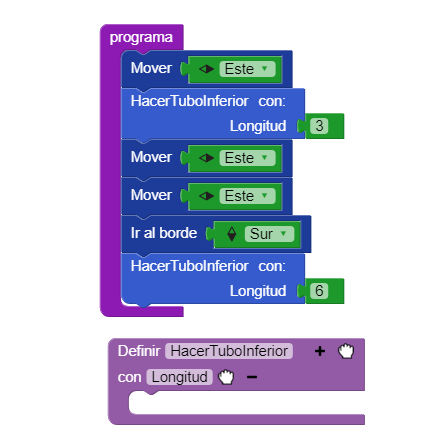 programa
Mover Este
HacerTuboInferior con:
Longitud 3
Mover Este
Mover Este
Ir al borde Sur
HacerTuboInferior con:
Longitud 6
Definir HacerTuboInferior +
con Longitud −